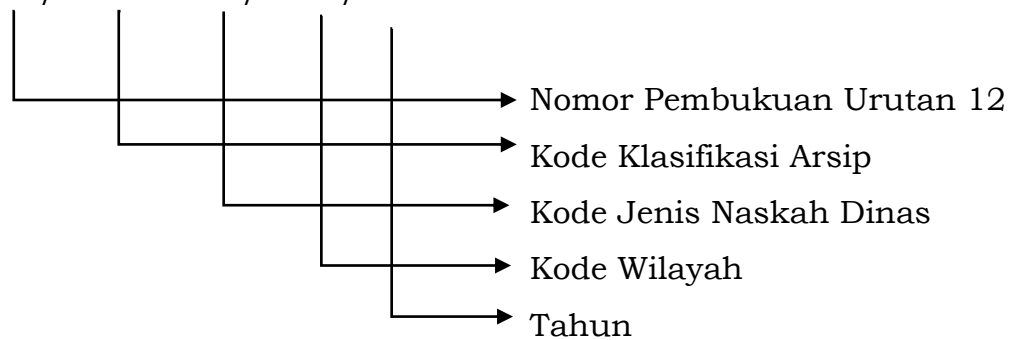 Nomor Pembukuan Urutan 12
Kode Klasifikasi Arsip
Kode Jenis Naskah Dinas
Kode Wilayah
Tahun